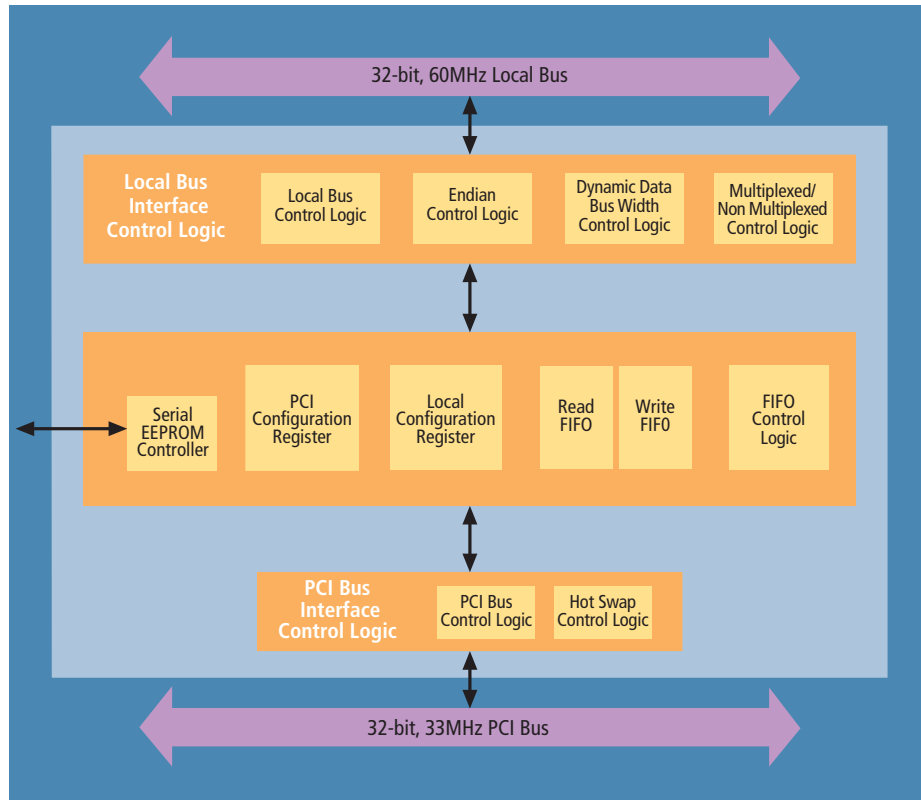 32-bit, 60MHz Local Bus
Local Bus
Interface
Control Logic
Local Bus
Control Logic
Endian
Control Logic
Dynamic Data
Bus Width
Control Logic
Multiplexed/
Non Multiplexed
Control Logic
Serial
EEPROM
Controller
PCI
Configuration
Register
Local
Configuration
Register
Read
FIFO
Write
FIF0
FIFO
Control
Logic
PCI Bus
Interface
Control Logic
PCI Bus
Control Logic
Hot Swap
Control Logic
32-bit, 33MHz PCI Bus